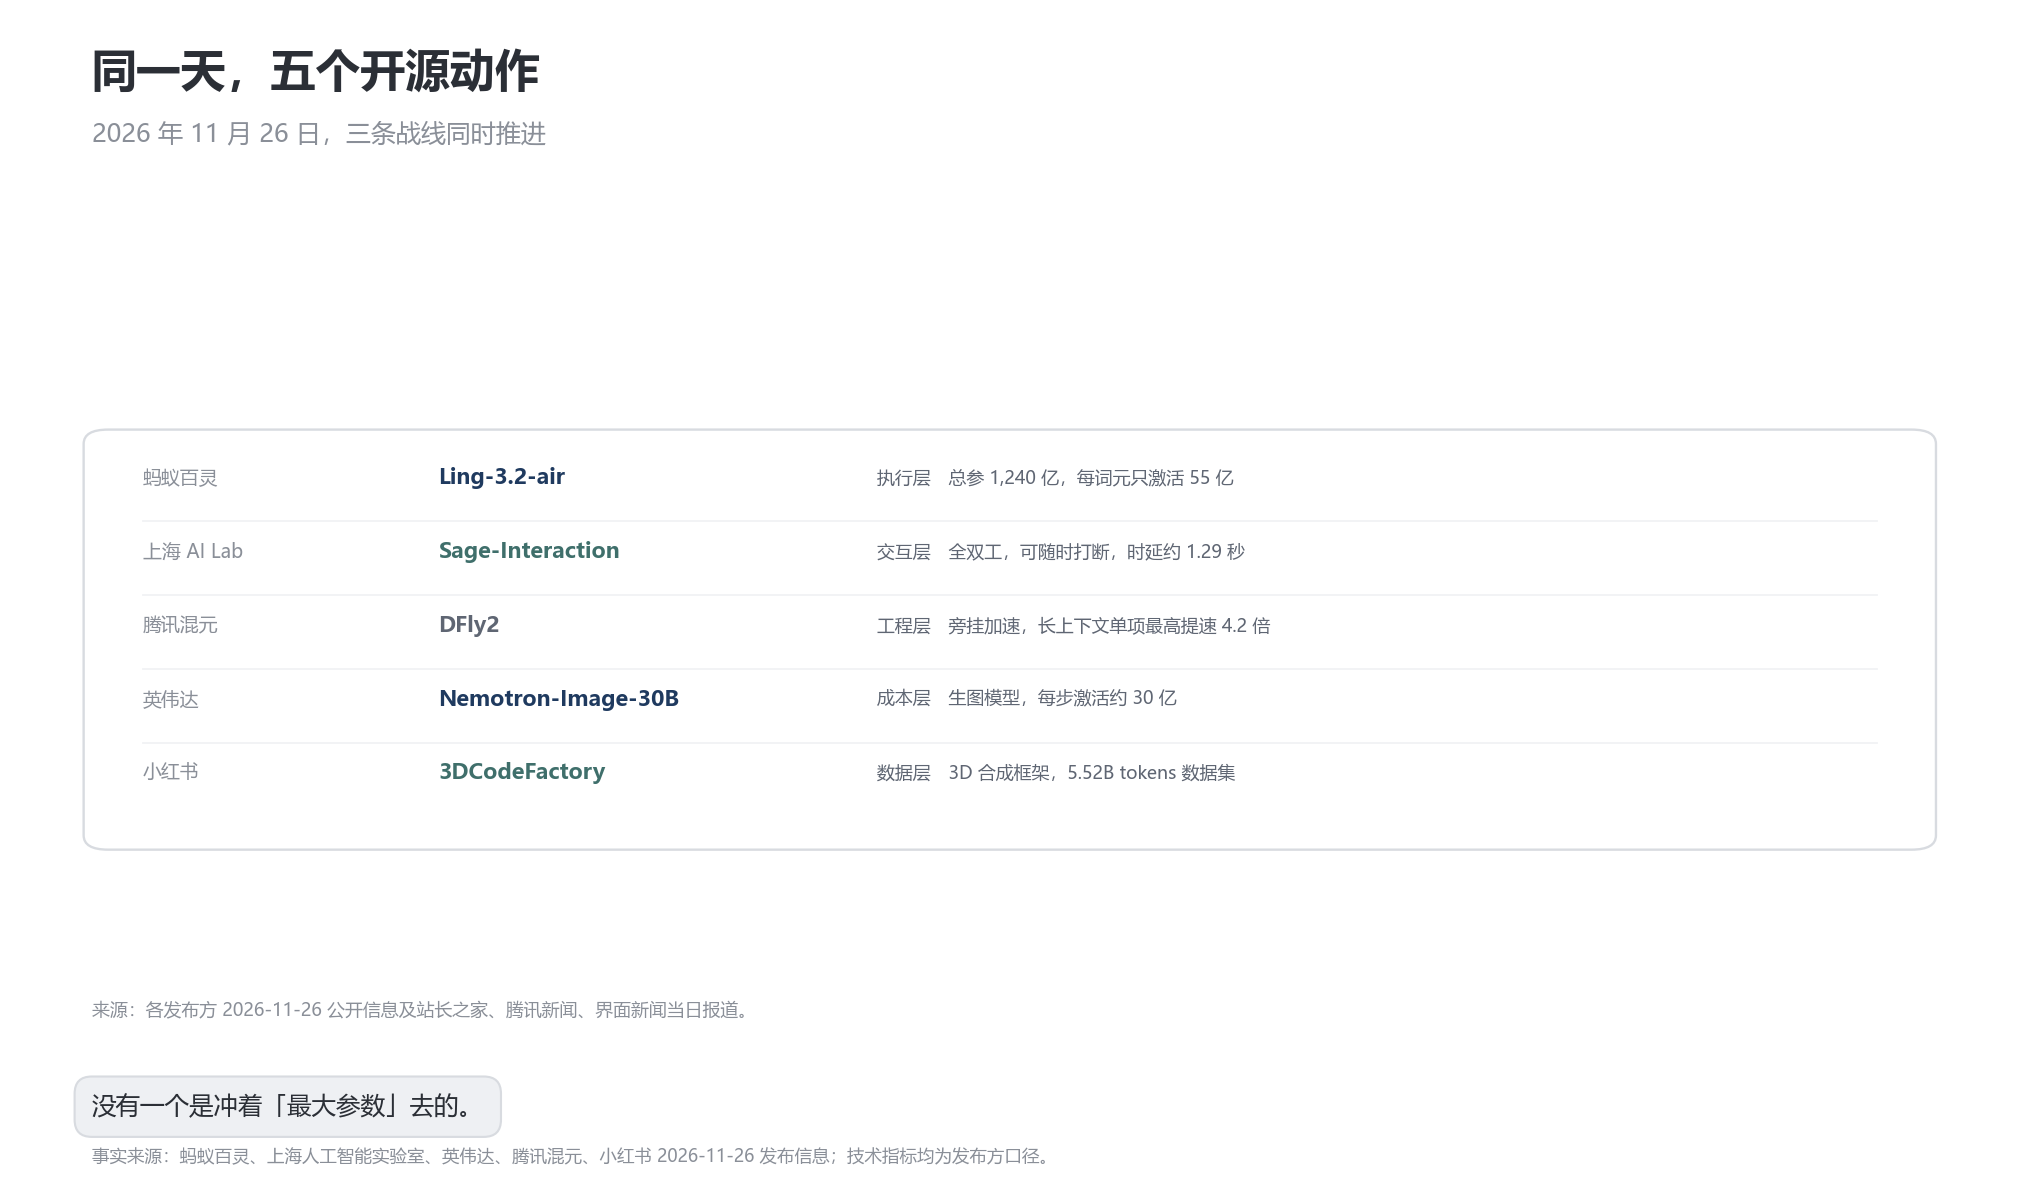 同一天，五个开源动作
2026 年 11 月 26 日，三条战线同时推进
蚂蚁百灵 Ling-3.2-air 执行层 总参 1,240 亿，每词元只激活 55 亿
上海 AI Lab Sage-Interaction 交互层 全双工，可随时打断，时延约 1.29 秒
腾讯混元 DFly2 工程层 旁挂加速，长上下文单项最高提速 4.2 倍
英伟达 Nemotron-Image-30B 成本层 生图模型，每步激活约 30 亿
小红书 3DCodeFactory 数据层 3D 合成框架，5.52B tokens 数据集
来源：各发布方 2026-11-26 公开信息及站长之家、腾讯新闻、界面新闻当日报道。
没有一个是冲着「最大参数」去的。
事实来源：蚂蚁百灵、上海人工智能实验室、英伟达、腾讯混元、小红书 2026-11-26 发布信息；技术指标均为发布方口径。